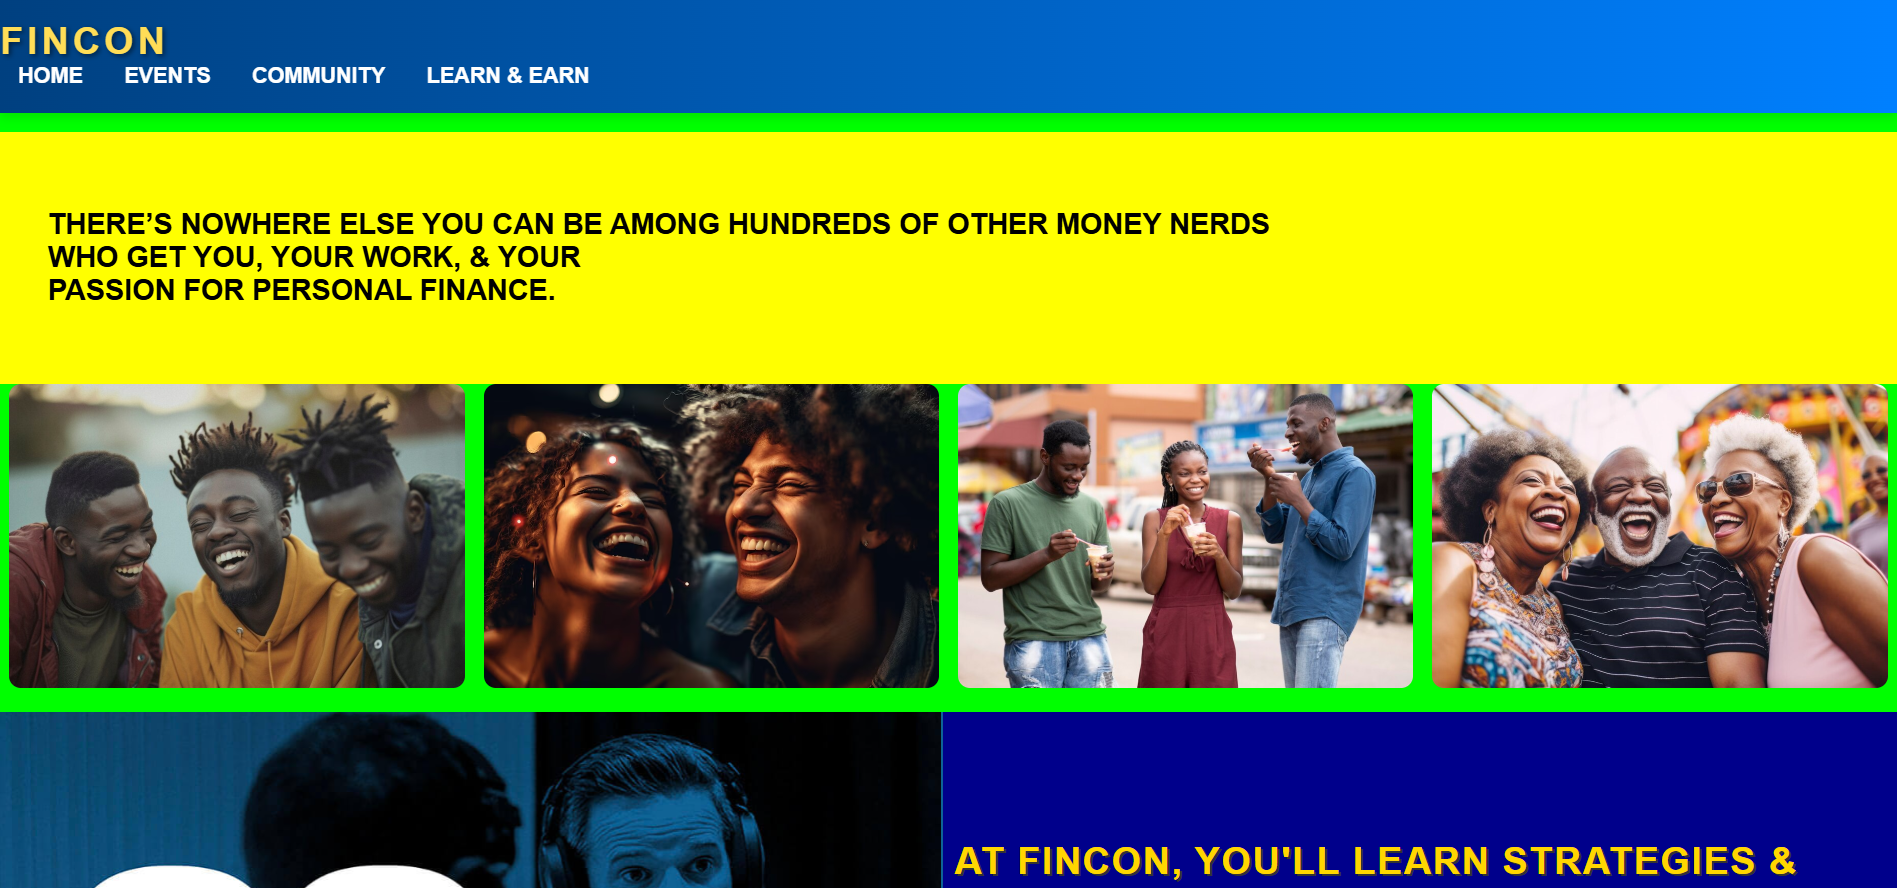 FINCON
HOME EVENTS COMMUNITY LEARN & EARN
THERE’S NOWHERE ELSE YOU CAN BE AMONG HUNDREDS OF OTHER MONEY NERDS
WHO GET YOU, YOUR WORK, & YOUR
PASSION FOR PERSONAL FINANCE.
AT FINCON, YOU'LL LEARN STRATEGIES &